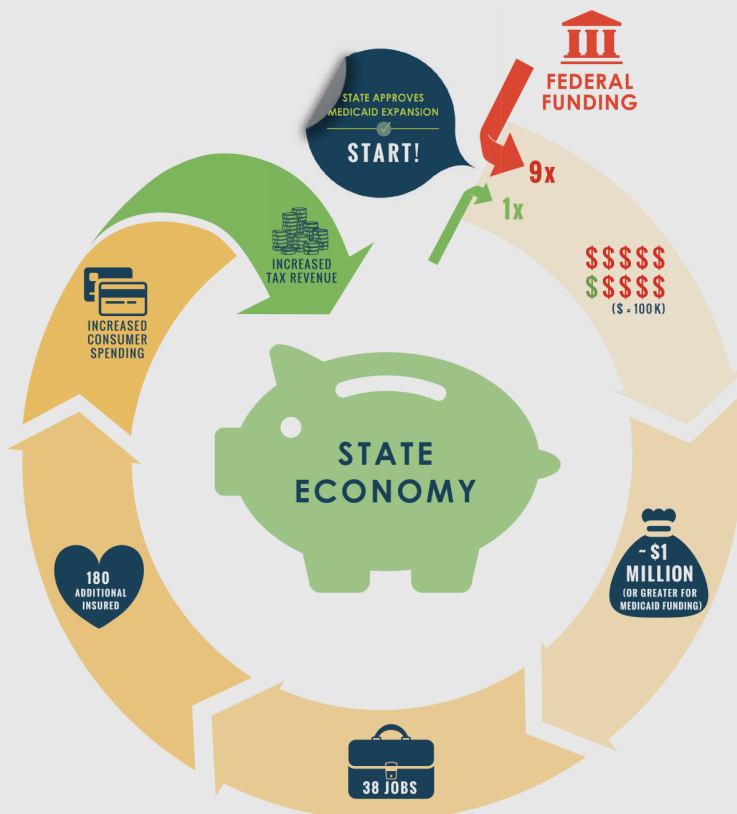 STATE APPROVES
MEDICAID EXPANSION
START!
FEDERAL
FUNDING
9x
1x
$$$$$
$$$$$
($ = 100K)
~ $1
MILLION
(OR GREATER FOR
MEDICAID FUNDING)
38 JOBS
180
ADDITIONAL
INSURED
INCREASED
CONSUMER
SPENDING
INCREASED
TAX REVENUE
STATE
ECONOMY